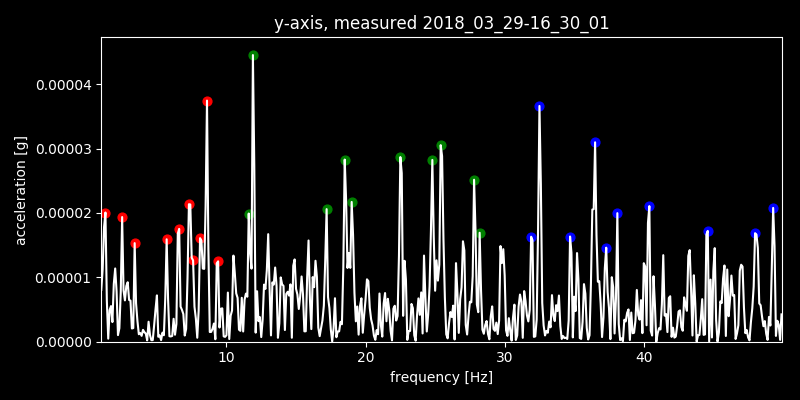 y-axis, measured 2018_03_29-16_30_01
acceleration [g]
0.00004
0.00003
0.00002
0.00001
0.00000
10 20 30 40
frequency [Hz]